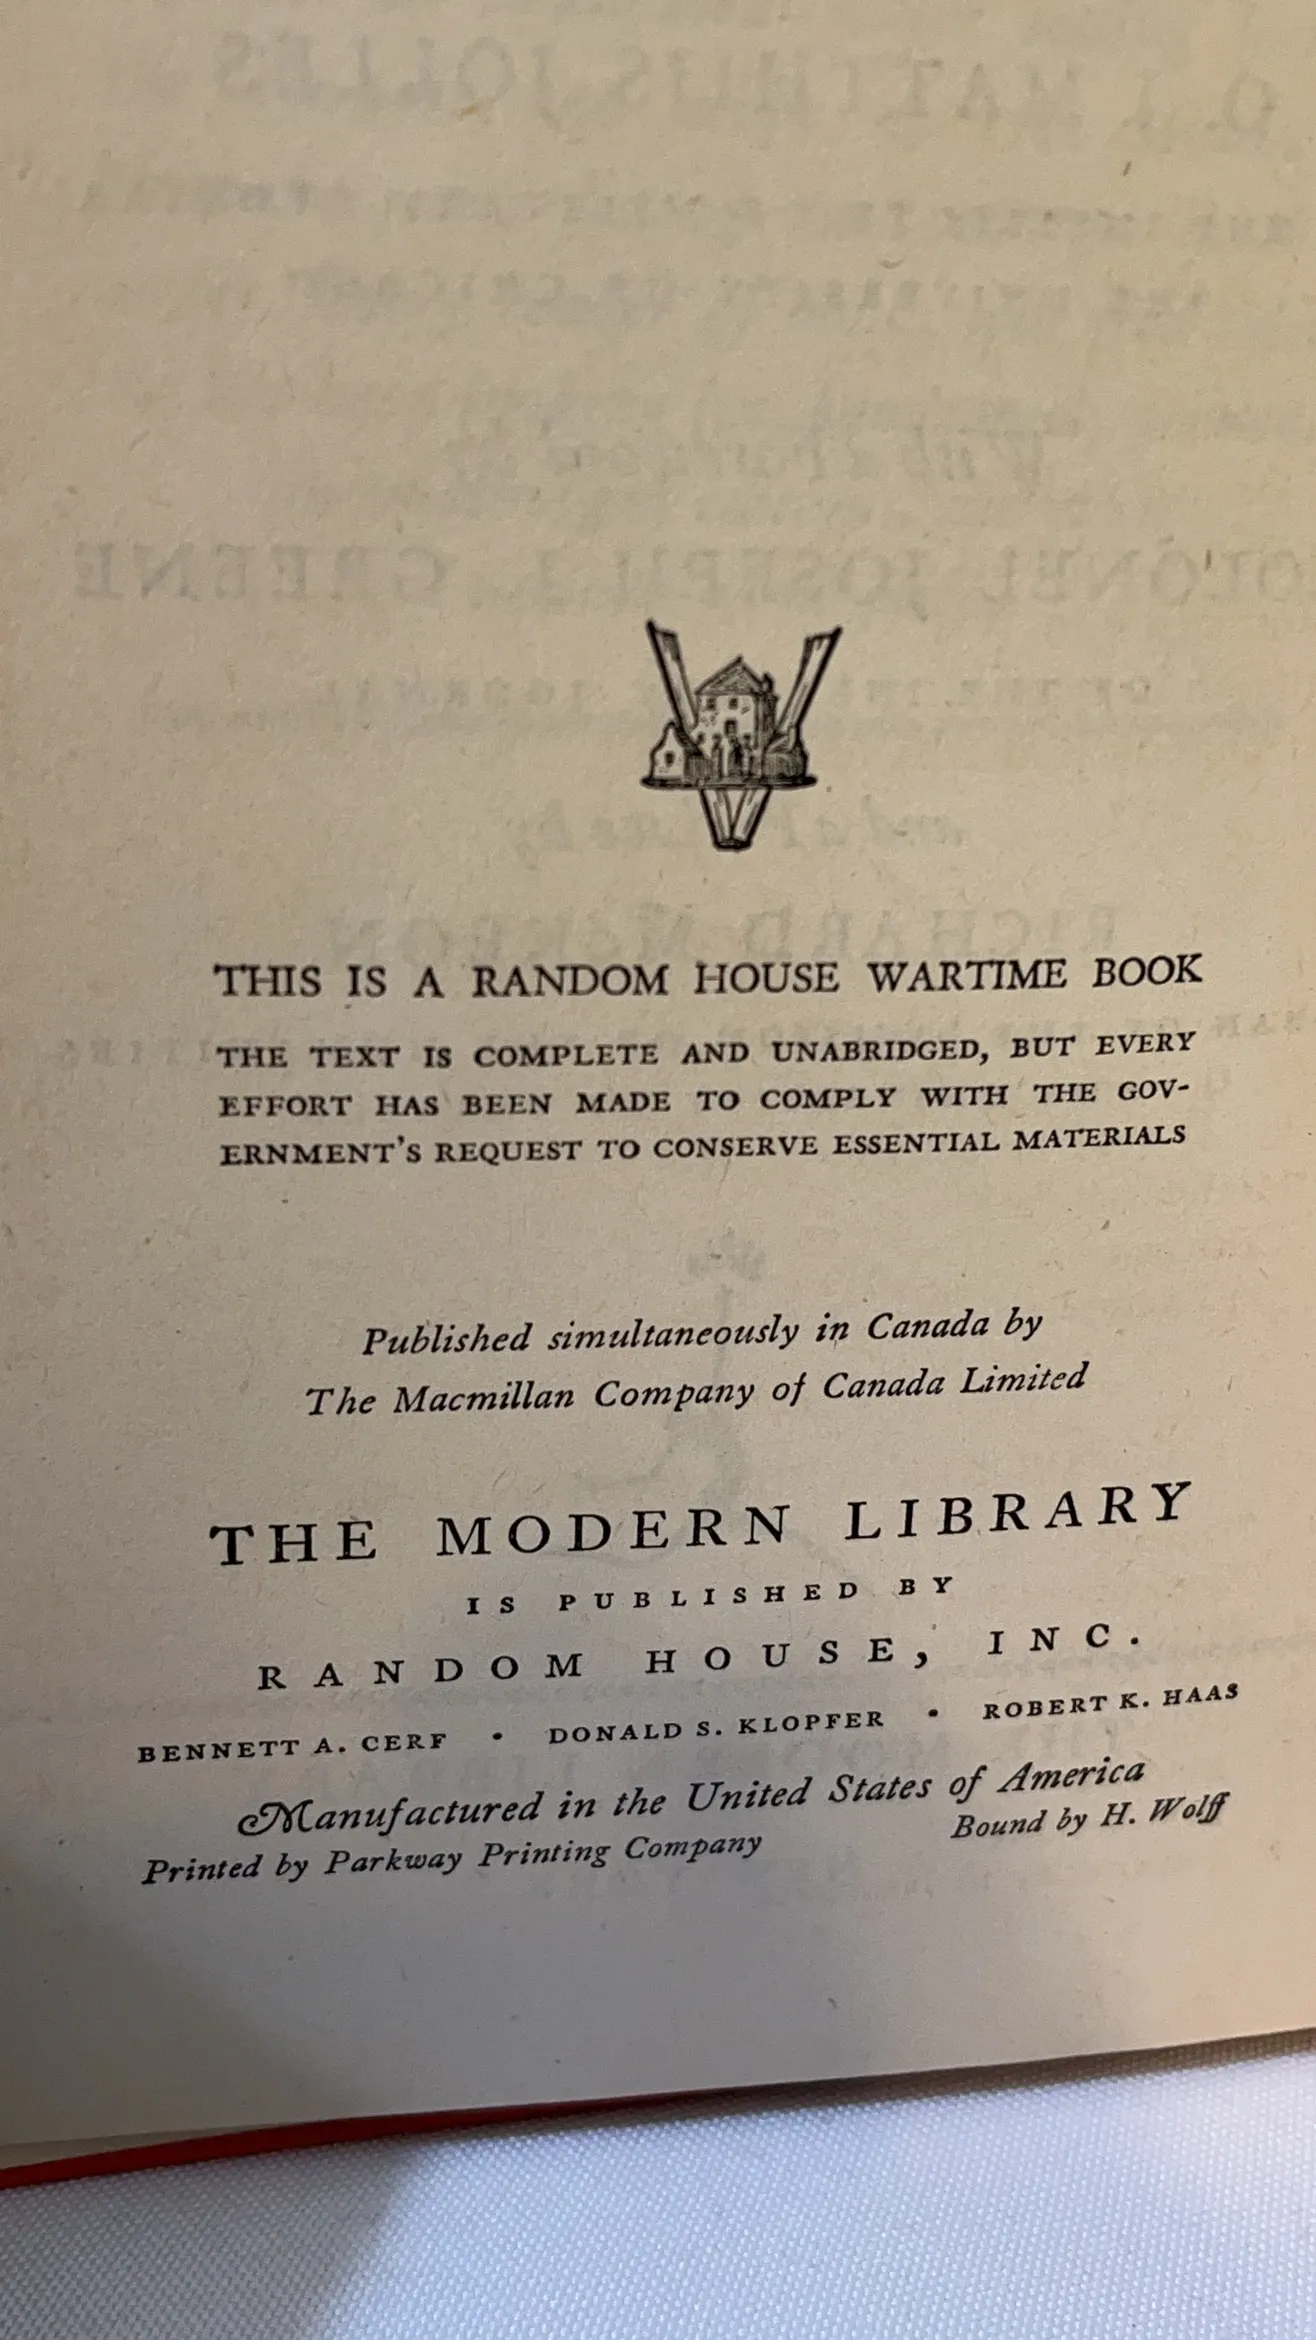 THIS IS A RANDOM HOUSE WARTIME BOOK
THE TEXT IS COMPLETE AND UNABRIDGED, BUT EVERY
EFFORT HAS BEEN MADE TO COMPLY WITH THE GOV-
ERNMENT'S REQUEST TO CONSERVE ESSENTIAL MATERIALS
Published simultaneously in Canada by
The Macmillan Company of Canada Limited
THE MODERN LIBRARY
IS PUBLISHED BY
RANDOM HOUSE, INC.
BENNETT A. CERF • DONALD S. KLOPFER • ROBERT K. HAAS
Manufactured in the United States of America
Printed by Parkway Printing Company Bound by H. Wolff